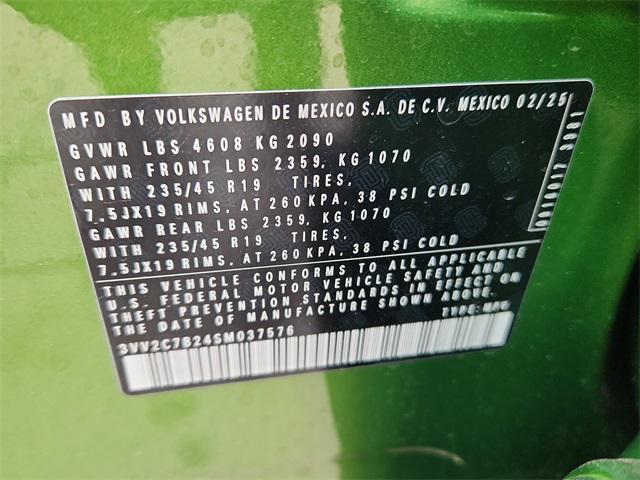 MFD BY VOLKSWAGEN DE MEXICO S.A. DE C.V. MEXICO 02/25
GVWR LBS 4608 KG 2090
GAWR FRONT LBS 2359, KG 1070
WITH 235/45 R19 TIRES,
7.5JX19 RIMS, AT 260 KPA, 38 PSI COLD
GAWR REAR LBS 2359, KG 1070
WITH 235/45 R19 TIRES,
7.5JX19 RIMS, AT 260 KPA, 38 PSI COLD
THIS VEHICLE CONFORMS TO ALL APPLICABLE
U.S. FEDERAL MOTOR VEHICLE SAFETY AND
THEFT PREVENTION STANDARDS IN EFFECT ON
THE DATE OF MANUFACTURE SHOWN ABOVE.
TYPE: MPV
3VV2C7B24SM037576